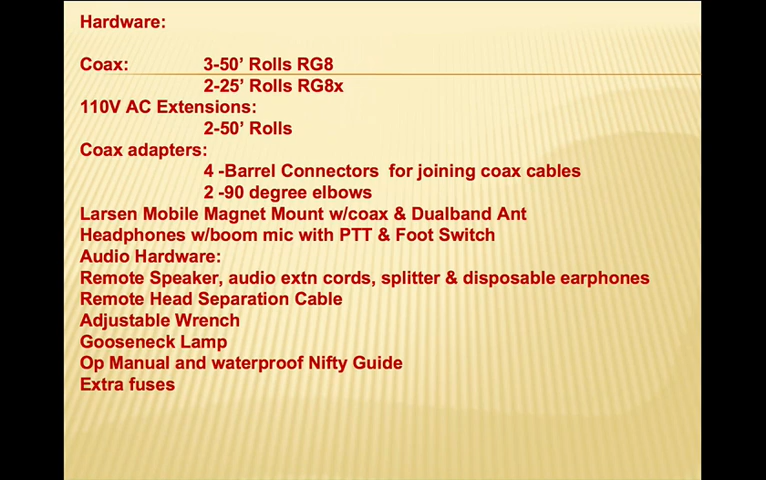 Hardware:
Coax: 3-50’ Rolls RG8
2-25’ Rolls RG8x
110V AC Extensions:
2-50’ Rolls
Coax adapters:
4 -Barrel Connectors for joining coax cables
2 -90 degree elbows
Larsen Mobile Magnet Mount w/coax & Dualband Ant
Headphones w/boom mic with PTT & Foot Switch
Audio Hardware:
Remote Speaker, audio extn cords, splitter & disposable earphones
Remote Head Separation Cable
Adjustable Wrench
Gooseneck Lamp
Op Manual and waterproof Nifty Guide
Extra fuses